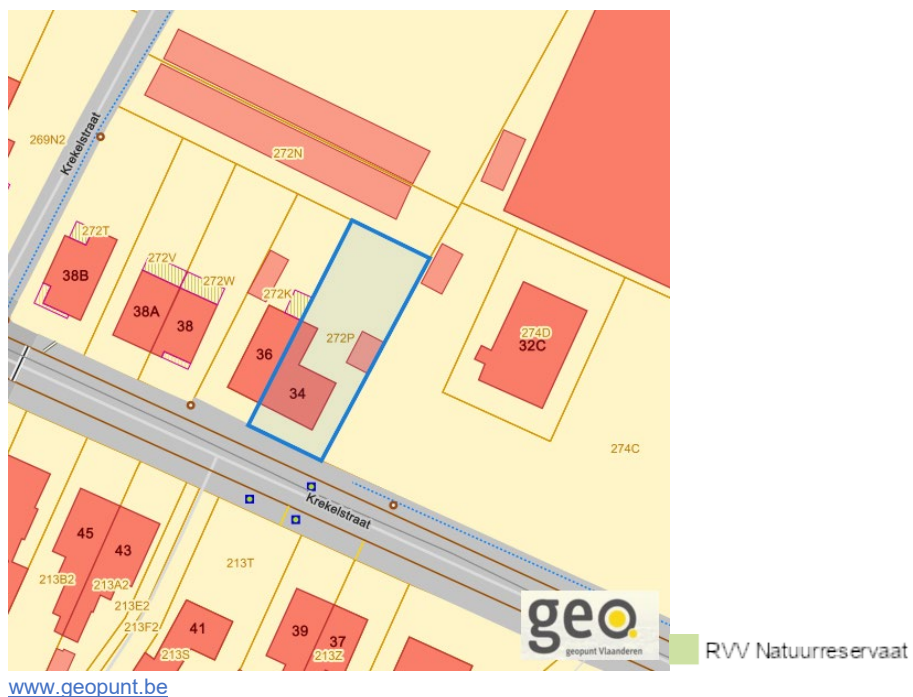 Krekelstraat
269N2
272N
272T
38B
272V
272W
38A
38
272K
36
272P
34
274D
32C
274C
Krekelstraat
45
43
213T
213B2
213A2
213E2
213F2
41
213S
39
37
213Z
geo
geopunt Vlaanderen
RVV Natuurreservaat
www.geopunt.be